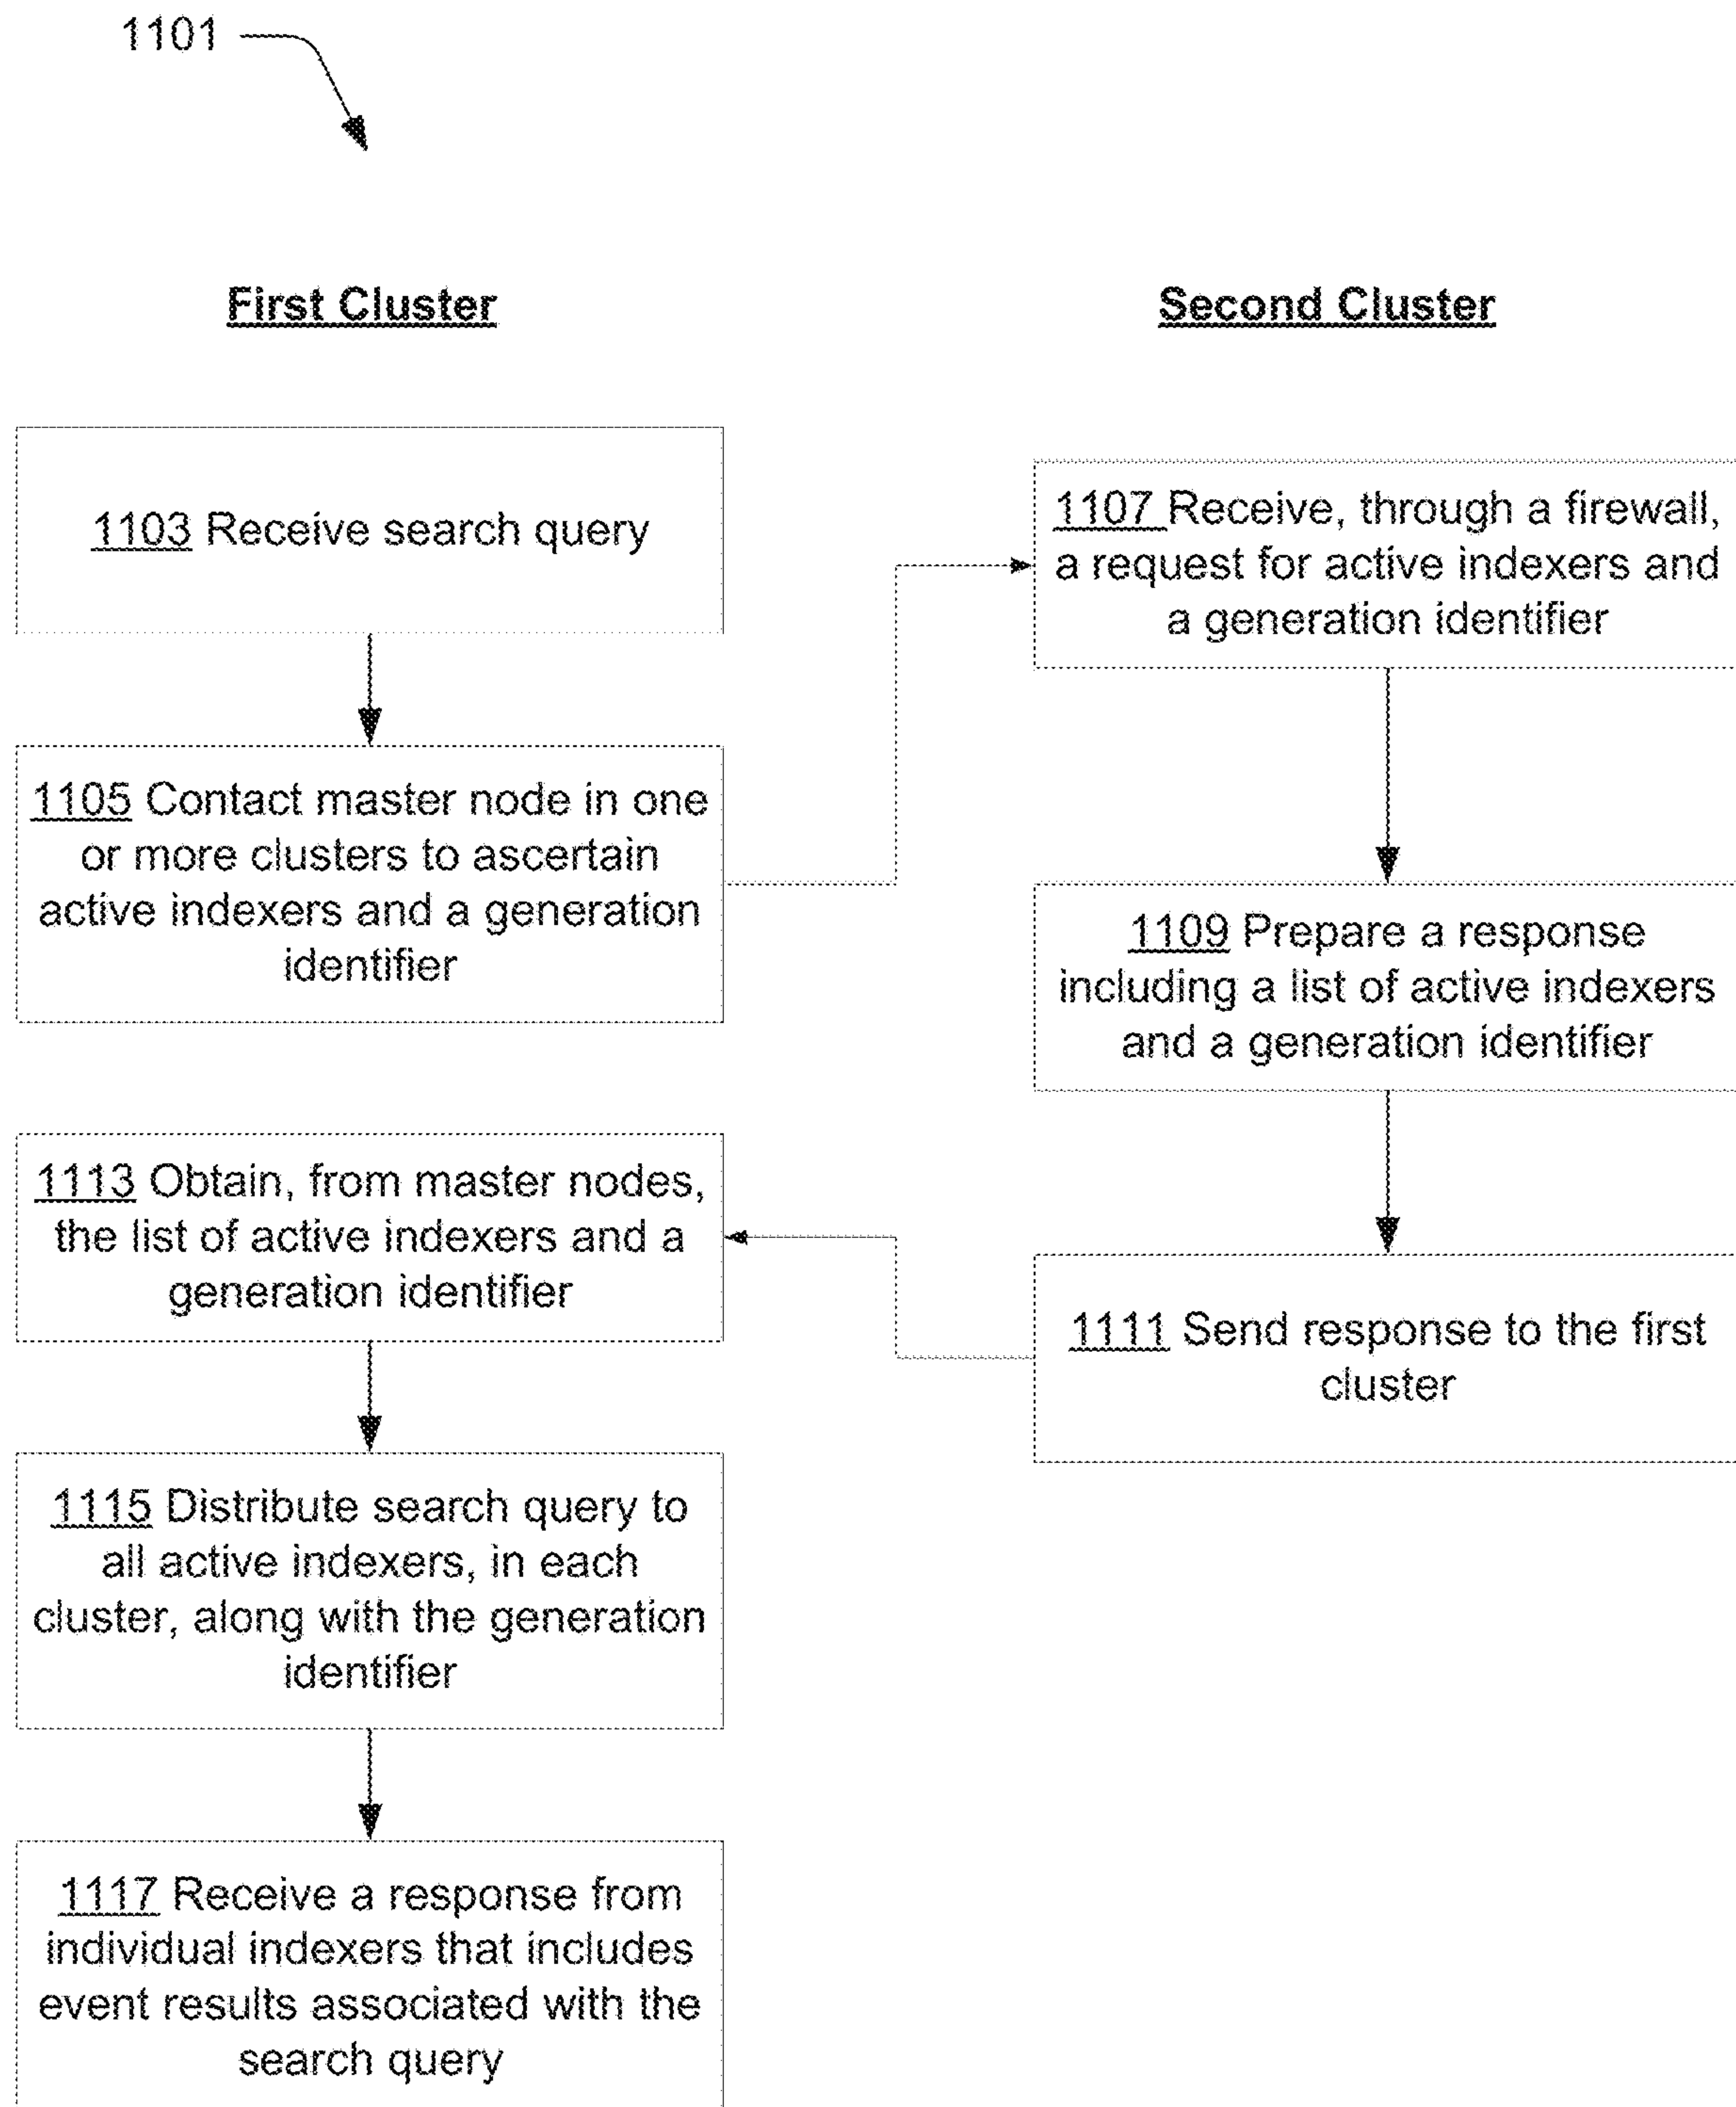 1101
First Cluster
Second Cluster
1103 Receive search query
1105 Contact master node in one
or more clusters to ascertain
active indexers and a generation
identifier
1107 Receive, through a firewall,
a request for active indexers and
a generation identifier
1109 Prepare a response
including a list of active indexers
and a generation identifier
1111 Send response to the first
cluster
1113 Obtain, from master nodes,
the list of active indexers and a
generation identifier
1115 Distribute search query to
all active indexers, in each
cluster, along with the generation
identifier
1117 Receive a response from
individual indexers that includes
event results associated with the
search query